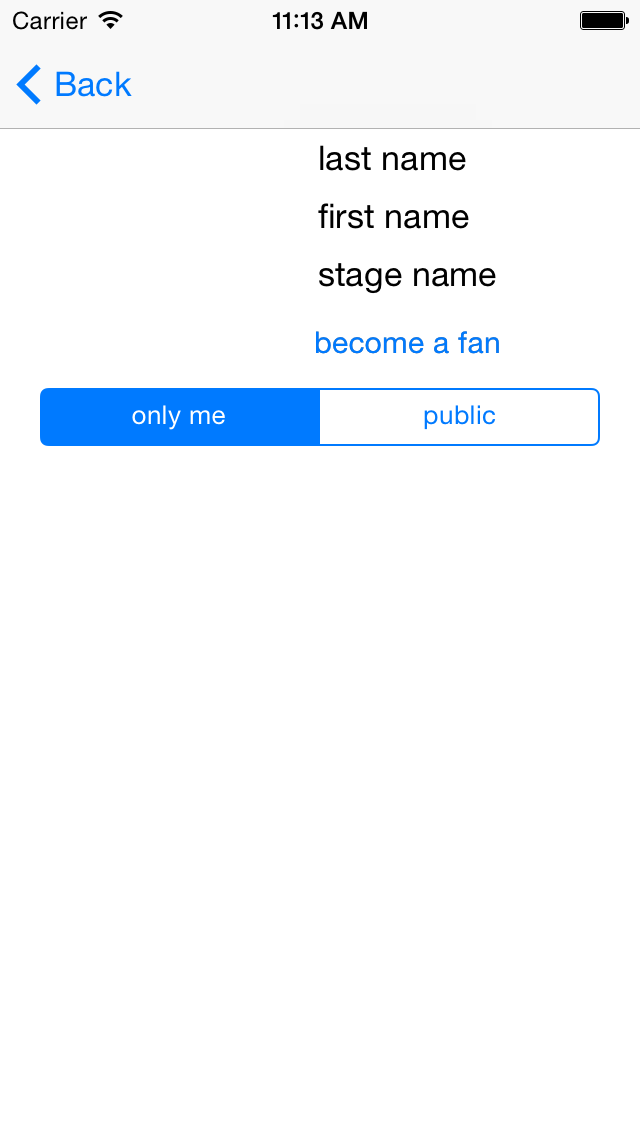 Carrier 11:13 AM
Back
last name
first name
stage name
become a fan
only me public